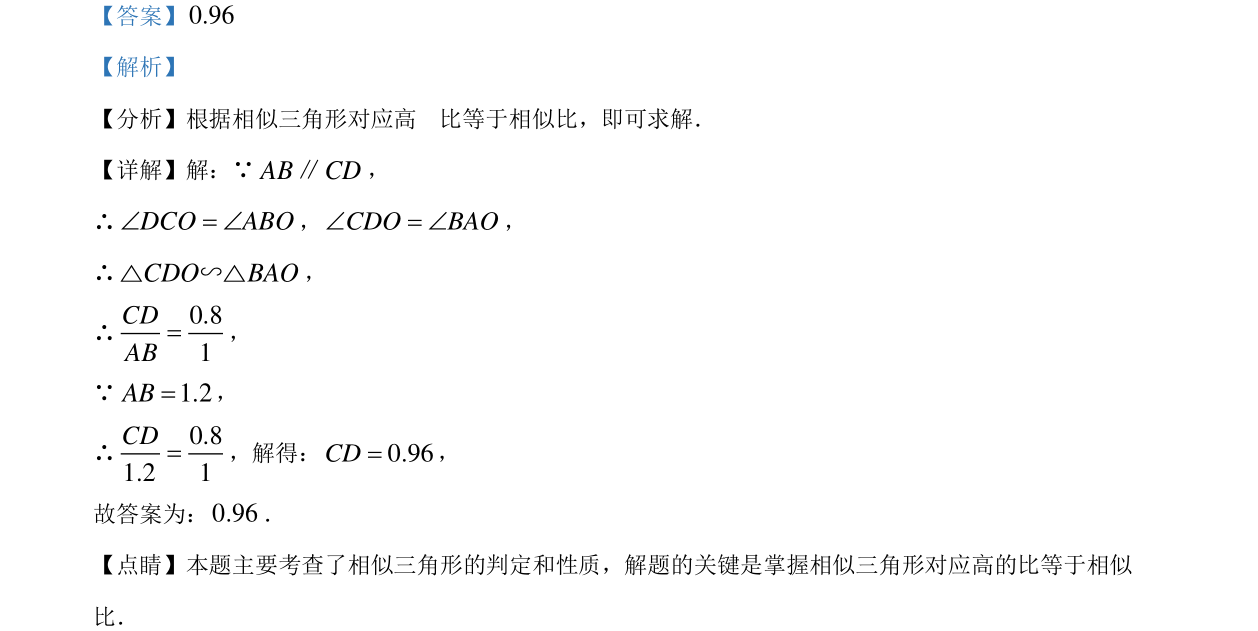 【答案】0.96
【解析】
【分析】根据相似三角形对应高 比等于相似比，即可求解．
【详解】解：∵ AB∥CD，
∴ ∠DCO = ∠ABO，∠CDO = ∠BAO，
∴ △CDO∽△BAO，
∴ CD/AB = 0.8/1，
∵ AB = 1.2，
∴ CD/1.2 = 0.8/1，解得：CD = 0.96，
故答案为：0.96．
【点睛】本题主要考查了相似三角形的判定和性质，解题的关键是掌握相似三角形对应高的比等于相似
比．